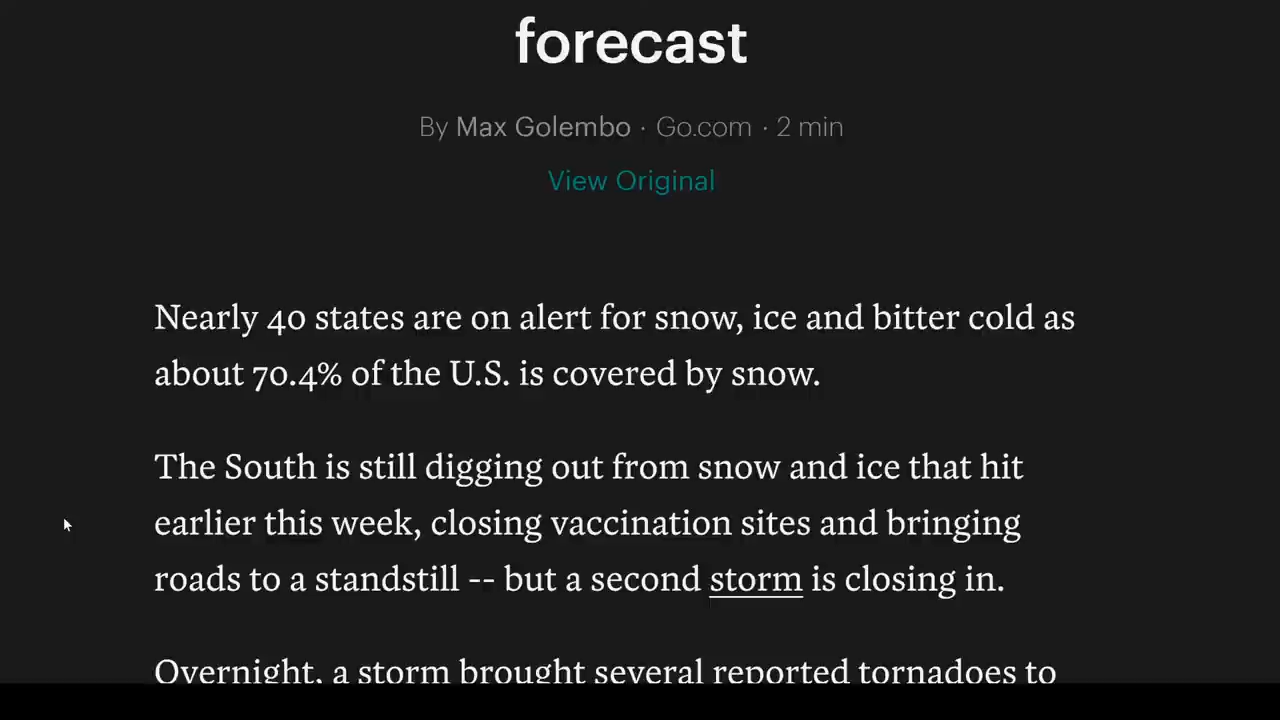 forecast
By Max Golembo · Go.com · 2 min
View Original
Nearly 40 states are on alert for snow, ice and bitter cold as
about 70.4% of the U.S. is covered by snow.
The South is still digging out from snow and ice that hit
earlier this week, closing vaccination sites and bringing
roads to a standstill -- but a second storm is closing in.
Overnight, a storm brought several reported tornadoes to